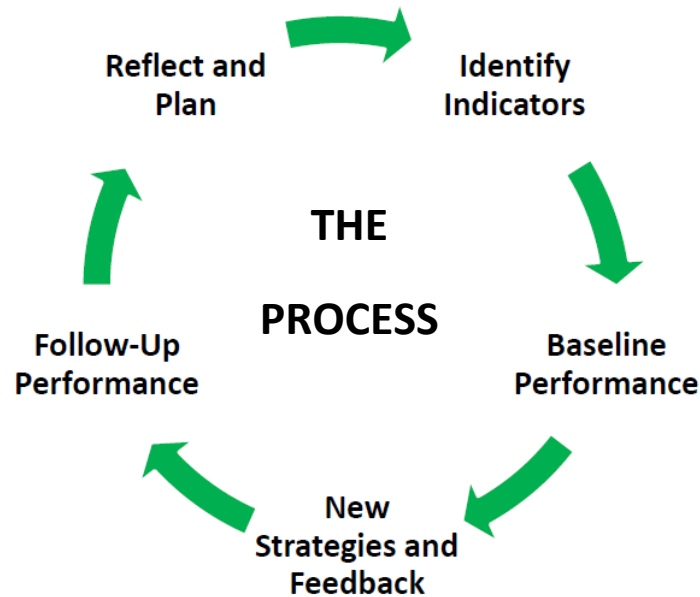 Reflect and
Plan
Identify
Indicators
THE
PROCESS
Baseline
Performance
New
Strategies and
Feedback
Follow-Up
Performance